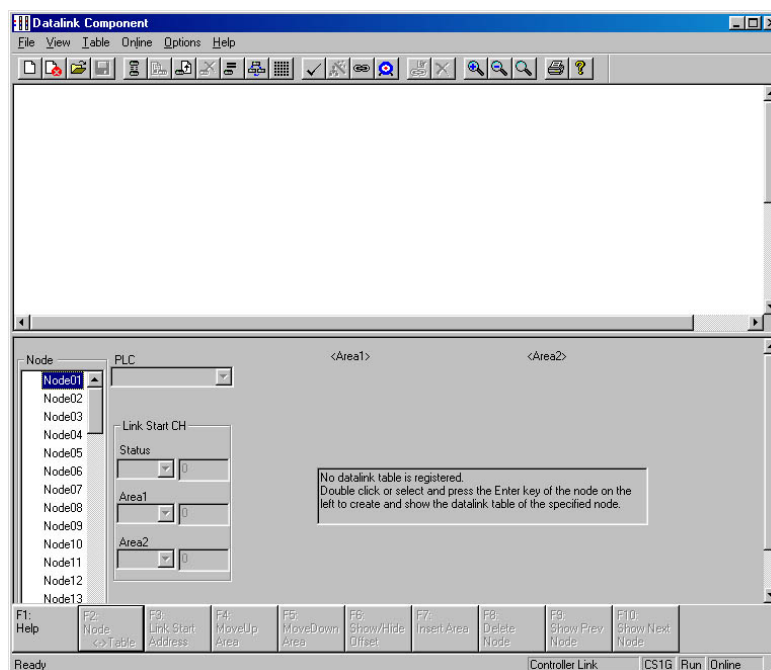 Datalink Component
File View Table Online Options Help
<Area1> <Area2>
Node
PLC
Node01
Node02
Node03
Node04
Node05
Node06
Node07
Node08
Node09
Node10
Node11
Node12
Node13
Link Start CH
Status
0
Area1
0
Area2
0
No datalink table is registered.
Double click or select and press the Enter key of the node on the
left to create and show the datalink table of the specified node.
F1:
Help
F2:
Node
<->Table
F3:
Link Start
Address
F4:
MoveUp
Area
F5:
MoveDown
Area
F6:
Show/Hide
Offset
F7:
Insert Area
F8:
Delete
Node
F9:
Show Prev
Node
F10:
Show Next
Node
Ready Controller Link CS1G Run Online